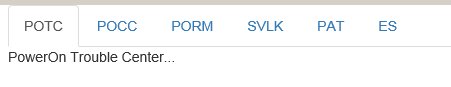 POTC POCC PORM SVLK PAT ES
PowerOn Trouble Center...